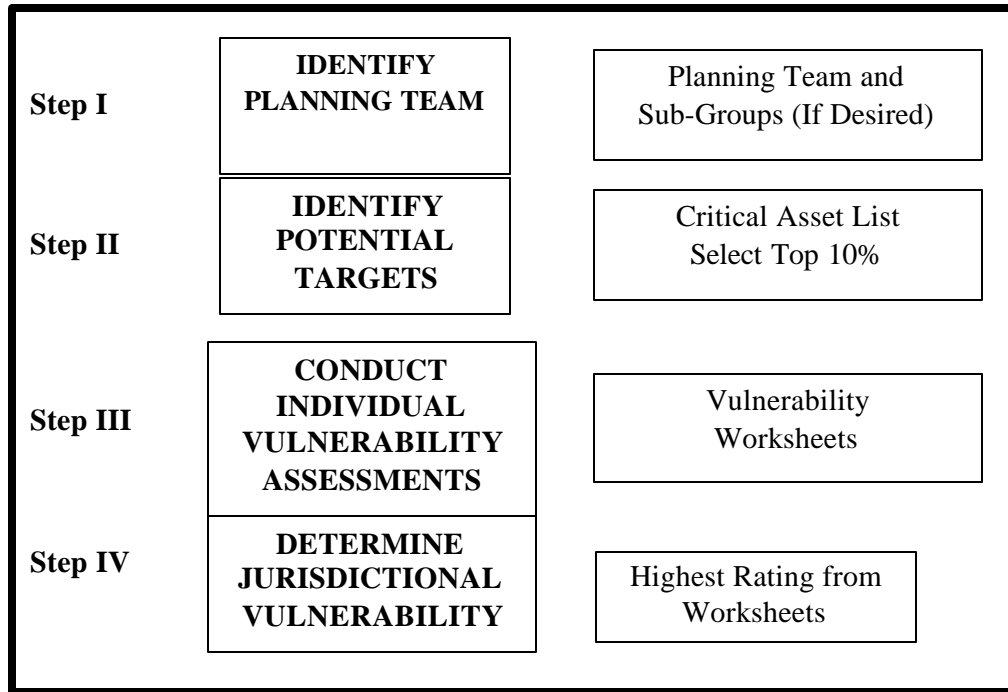 Step I
IDENTIFY
PLANNING TEAM
Planning Team and
Sub-Groups (If Desired)
Step II
IDENTIFY
POTENTIAL
TARGETS
Critical Asset List
Select Top 10%
Step III
CONDUCT
INDIVIDUAL
VULNERABILITY
ASSESSMENTS
Vulnerability
Worksheets
Step IV
DETERMINE
JURISDICTIONAL
VULNERABILITY
Highest Rating from
Worksheets